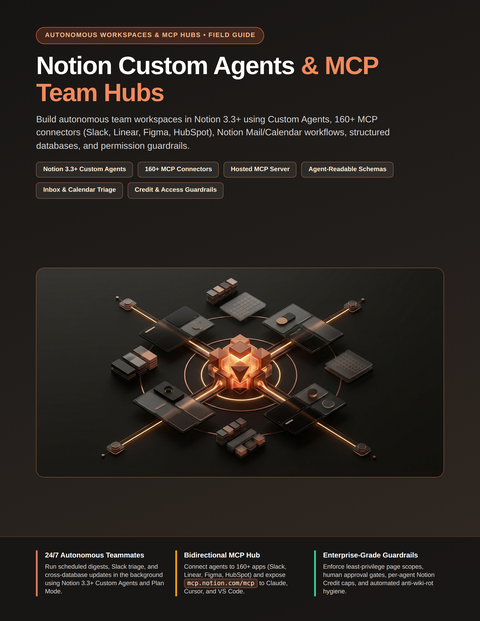 AUTONOMOUS WORKSPACES & MCP HUBS • FIELD GUIDE
Notion Custom Agents & MCP
Team Hubs
Build autonomous team workspaces in Notion 3.3+ using Custom Agents, 160+ MCP
connectors (Slack, Linear, Figma, HubSpot), Notion Mail/Calendar workflows, structured
databases, and permission guardrails.
Notion 3.3+ Custom Agents
160+ MCP Connectors
Hosted MCP Server
Agent-Readable Schemas
Inbox & Calendar Triage
Credit & Access Guardrails
24/7 Autonomous Teammates
Run scheduled digests, Slack triage, and
cross-database updates in the background
using Notion 3.3+ Custom Agents and Plan
Mode.
Bidirectional MCP Hub
Connect agents to 160+ apps (Slack,
Linear, Figma, HubSpot) and expose
mcp.notion.com/mcp to Claude,
Cursor, and VS Code.
Enterprise-Grade Guardrails
Enforce least-privilege page scopes,
human approval gates, per-agent Notion
Credit caps, and automated anti-wiki-rot
hygiene.